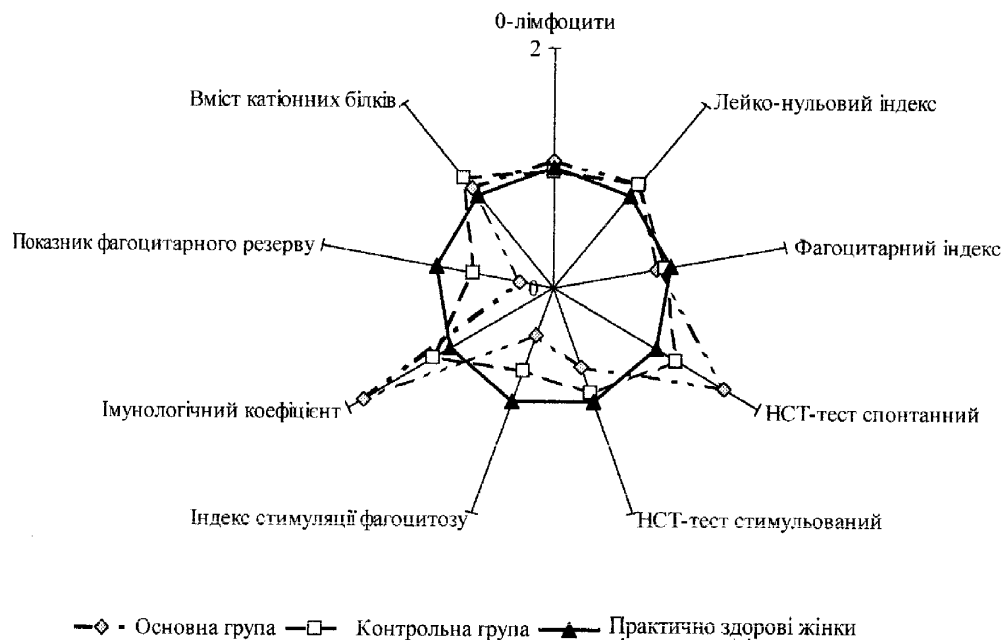 0-лімфоцити
2
Вміст катіонних білків
Лейко-нульовий індекс
Показник фагоцитарного резерву
Фагоцитарний індекс
0
Імунологічний коефіцієнт
НСТ-тест спонтанний
Індекс стимуляції фагоцитозу
НСТ-тест стимульований
Основна група Контрольна група Практично здорові жінки